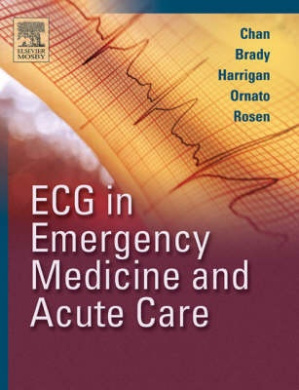 ELSEVIER
MOSBY
Chan
Brady
Harrigan
Ornato
Rosen
ECG in
Emergency
Medicine and
Acute Care